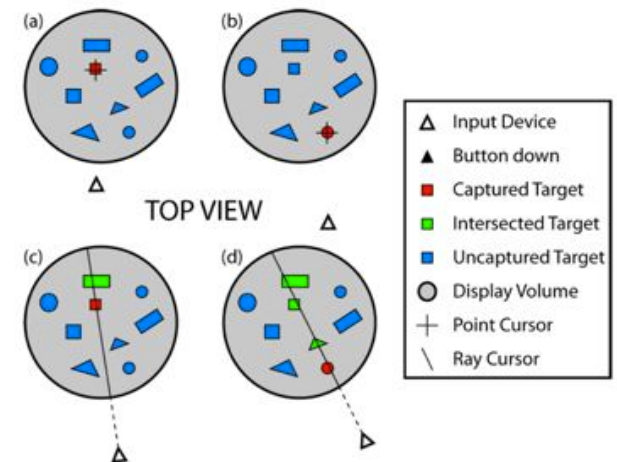 (a)
(b)
TOP VIEW
(c)
(d)
Input Device
Button down
Captured Target
Intersected Target
Uncaptured Target
Display Volume
Point Cursor
Ray Cursor